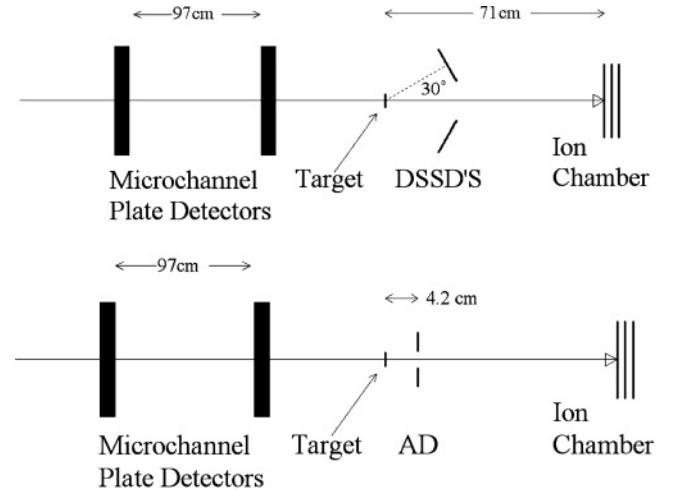 97cm
71cm
30°
Microchannel
Plate Detectors
Target
DSSD'S
Ion
Chamber
97cm
4.2 cm
Microchannel
Plate Detectors
Target
AD
Ion
Chamber